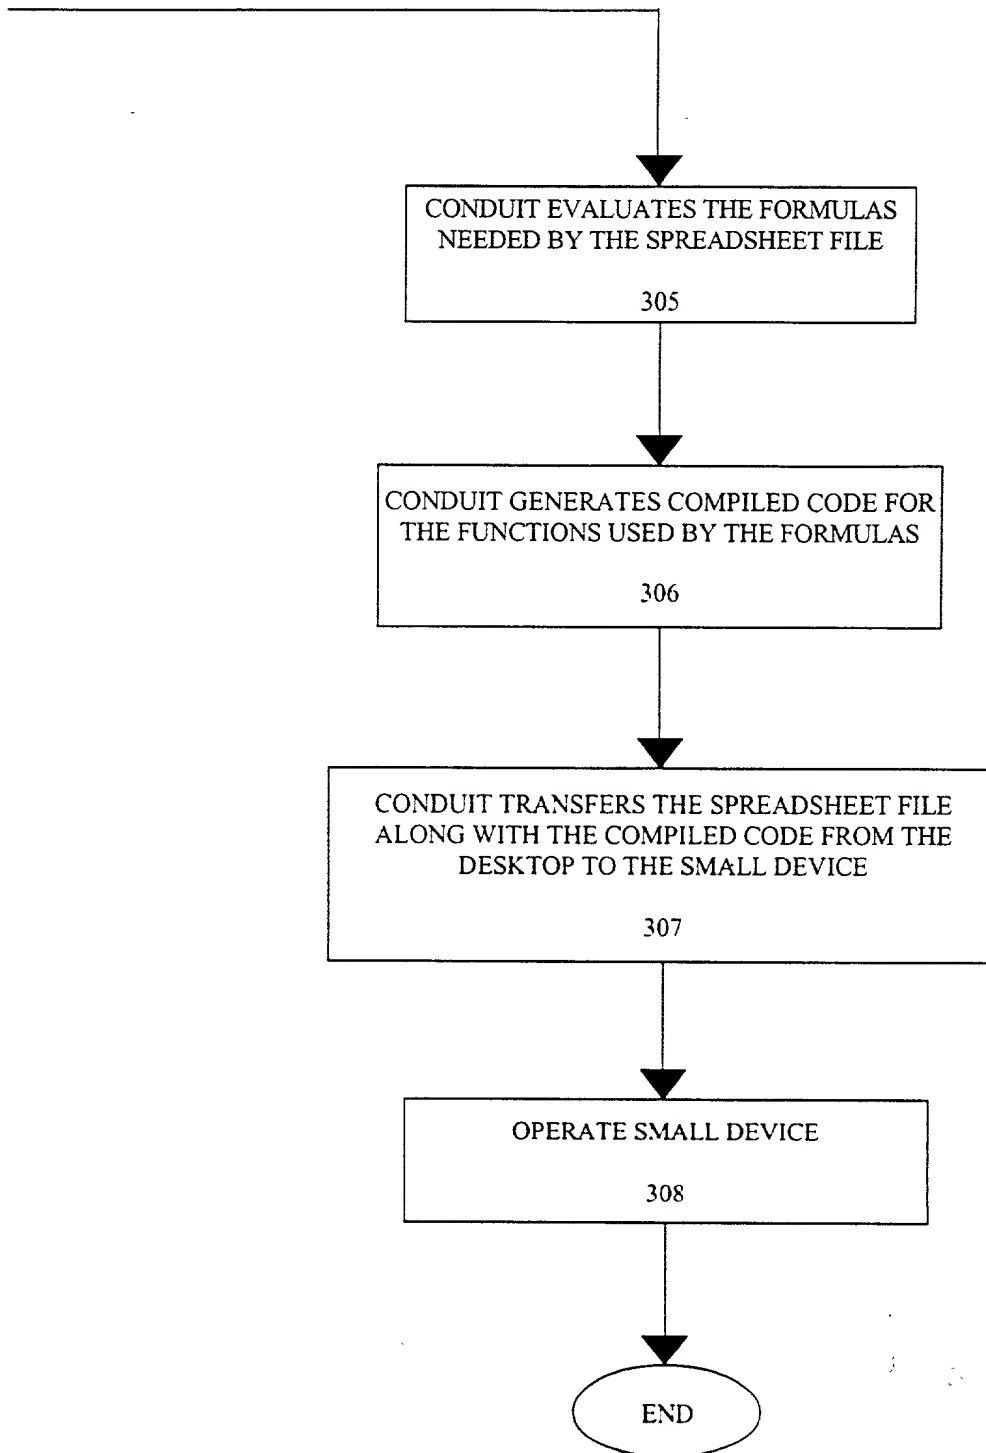 CONDUIT EVALUATES THE FORMULAS
NEEDED BY THE SPREADSHEET FILE
305
CONDUIT GENERATES COMPILED CODE FOR
THE FUNCTIONS USED BY THE FORMULAS
306
CONDUIT TRANSFERS THE SPREADSHEET FILE
ALONG WITH THE COMPILED CODE FROM THE
DESKTOP TO THE SMALL DEVICE
307
OPERATE SMALL DEVICE
308
END